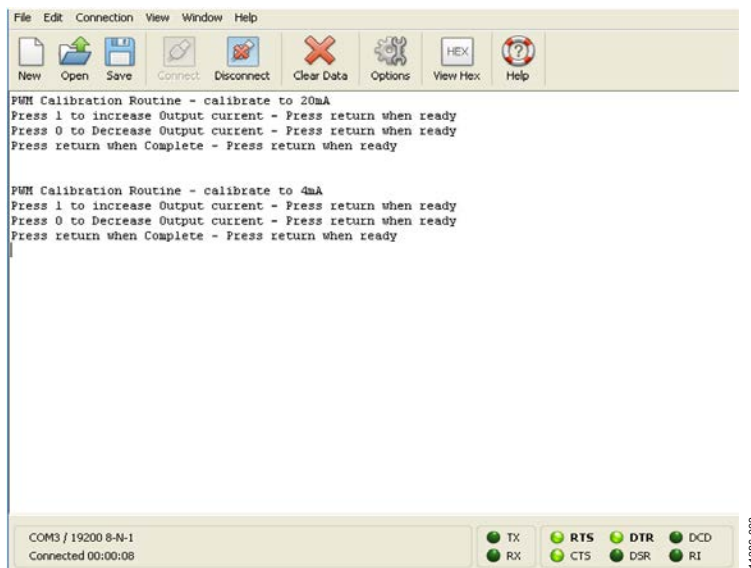 File Edit Connection View Window Help
New Open Save Connect Disconnect Clear Data Options View Hex Help
HEX
PWM Calibration Routine - calibrate to 20mA
Press 1 to increase Output current - Press return when ready
Press 0 to Decrease Output current - Press return when ready
Press return when Complete - Press return when ready
PWM Calibration Routine - calibrate to 4mA
Press 1 to increase Output current - Press return when ready
Press 0 to Decrease Output current - Press return when ready
Press return when Complete - Press return when ready
COM3 / 19200 8-N-1
Connected 00:00:08
TX RTS DTR DCD
RX CTS DSR RI